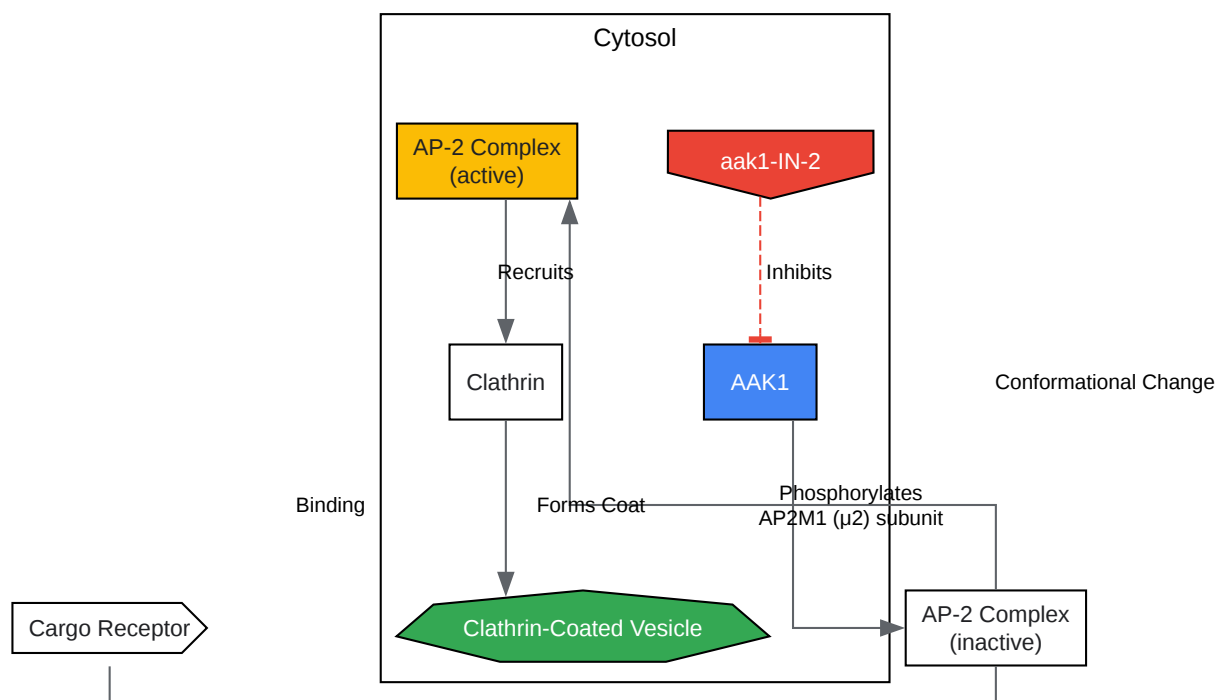 Cytosol
AP-2 Complex
(active)
aak1-IN-2
Recruits
Inhibits
Clathrin
AAK1
Conformational Change
Binding
Forms Coat
Phosphorylates
AP2M1 (μ2) subunit
Cargo Receptor
Clathrin-Coated Vesicle
AP-2 Complex
(inactive)